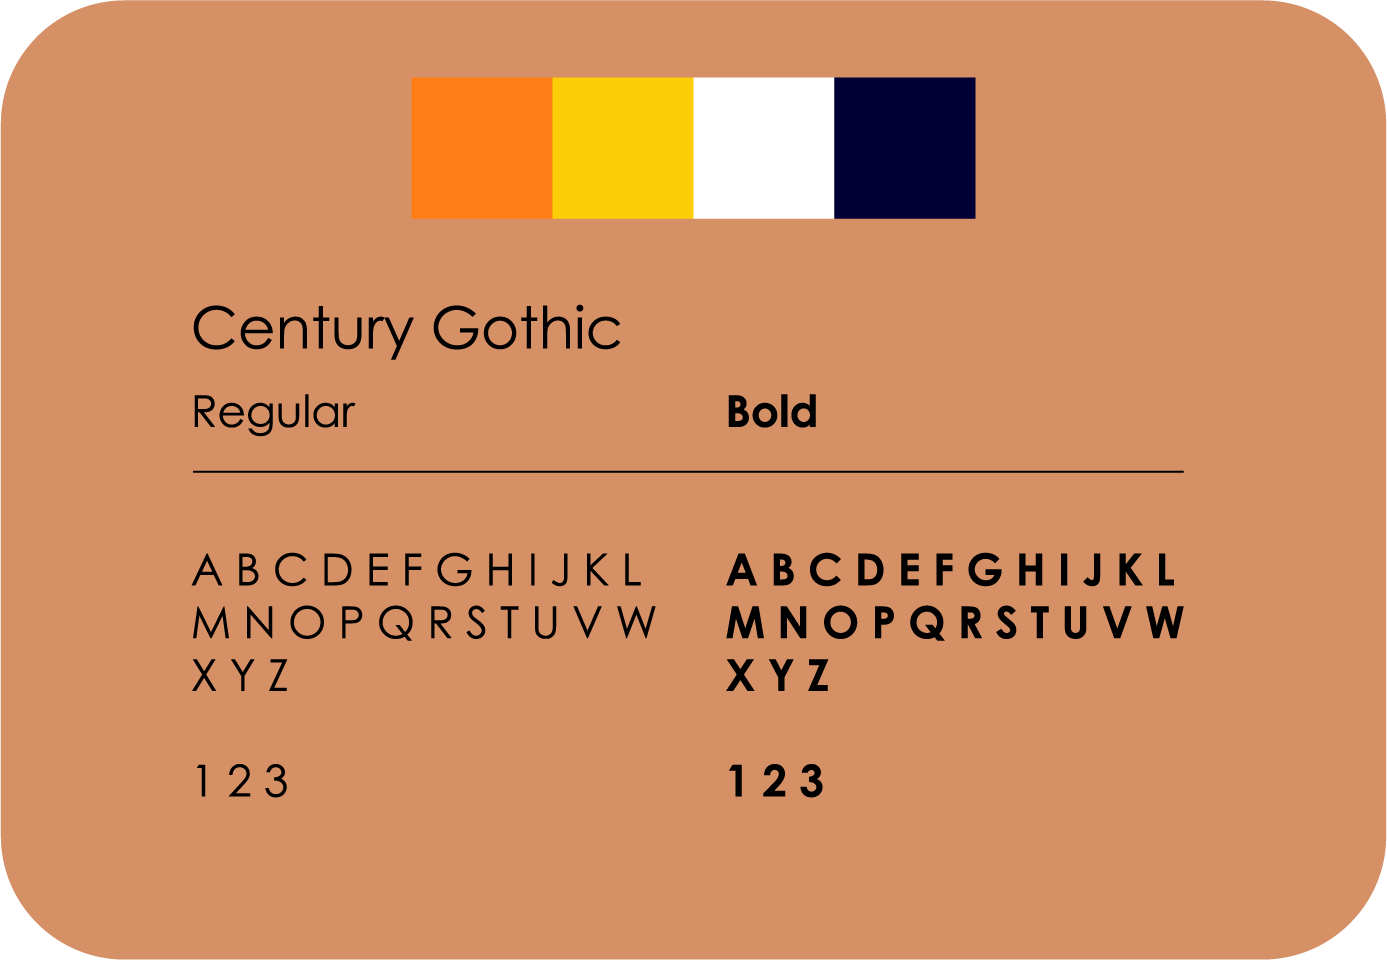 Century Gothic
Regular
Bold
A B C D E F G H I J K L
M N O P Q R S T U V W
X Y Z
1 2 3
A B C D E F G H I J K L
M N O P Q R S T U V W
X Y Z
1 2 3